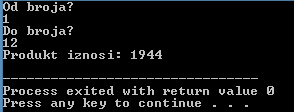 Od broja?
1
Do broja?
12
Produkt iznosi: 1944

--------------------------------
Process exited with return value 0
Press any key to continue . . .